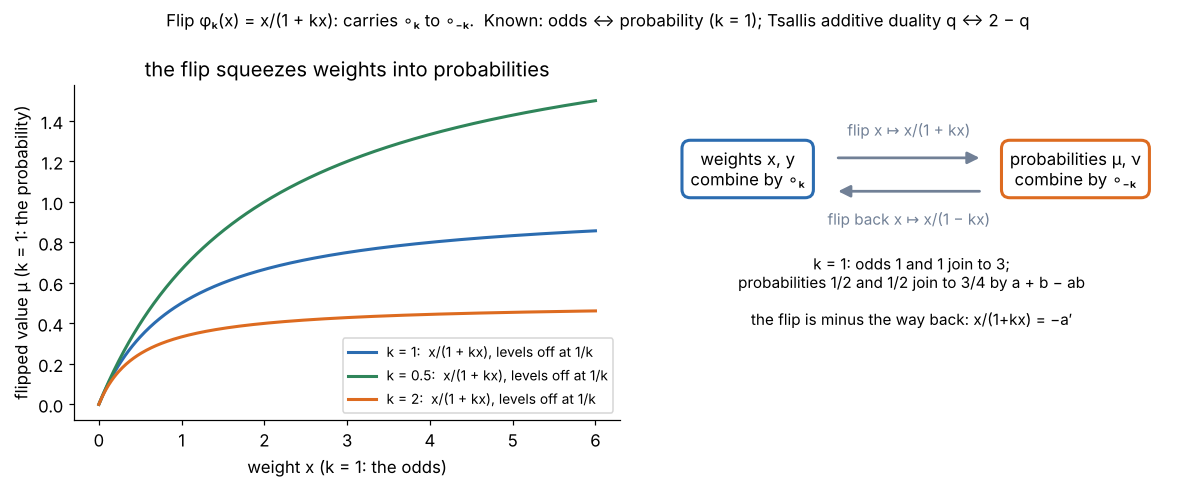 Flip φₖ(x) = x/(1 + kx): carries ∘ₖ to ∘₋ₖ.  Known: odds ↔ probability (k = 1); Tsallis additive duality q ↔ 2 − q
the flip squeezes weights into probabilities
flipped value μ (k = 1: the probability)
1.4
1.2
1.0
0.8
0.6
0.4
0.2
0.0
0 1 2 3 4 5 6
weight x (k = 1: the odds)
k = 1:  x/(1 + kx), levels off at 1/k
k = 0.5:  x/(1 + kx), levels off at 1/k
k = 2:  x/(1 + kx), levels off at 1/k
weights x, y
combine by ∘ₖ
flip x ↦ x/(1 + kx)
flip back x ↦ x/(1 − kx)
probabilities μ, ν
combine by ∘₋ₖ
k = 1: odds 1 and 1 join to 3;
probabilities 1/2 and 1/2 join to 3/4 by a + b − ab
the flip is minus the way back: x/(1+kx) = −a′